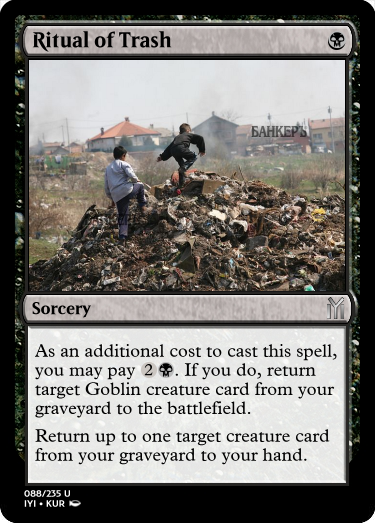 Ritual of Trash
БАНКЕРЪ
Sorcery
As an additional cost to cast this spell,
you may pay 2. If you do, return
target Goblin creature card from your
graveyard to the battlefield.
Return up to one target creature card
from your graveyard to your hand.
088/235 U
IYI • KUR